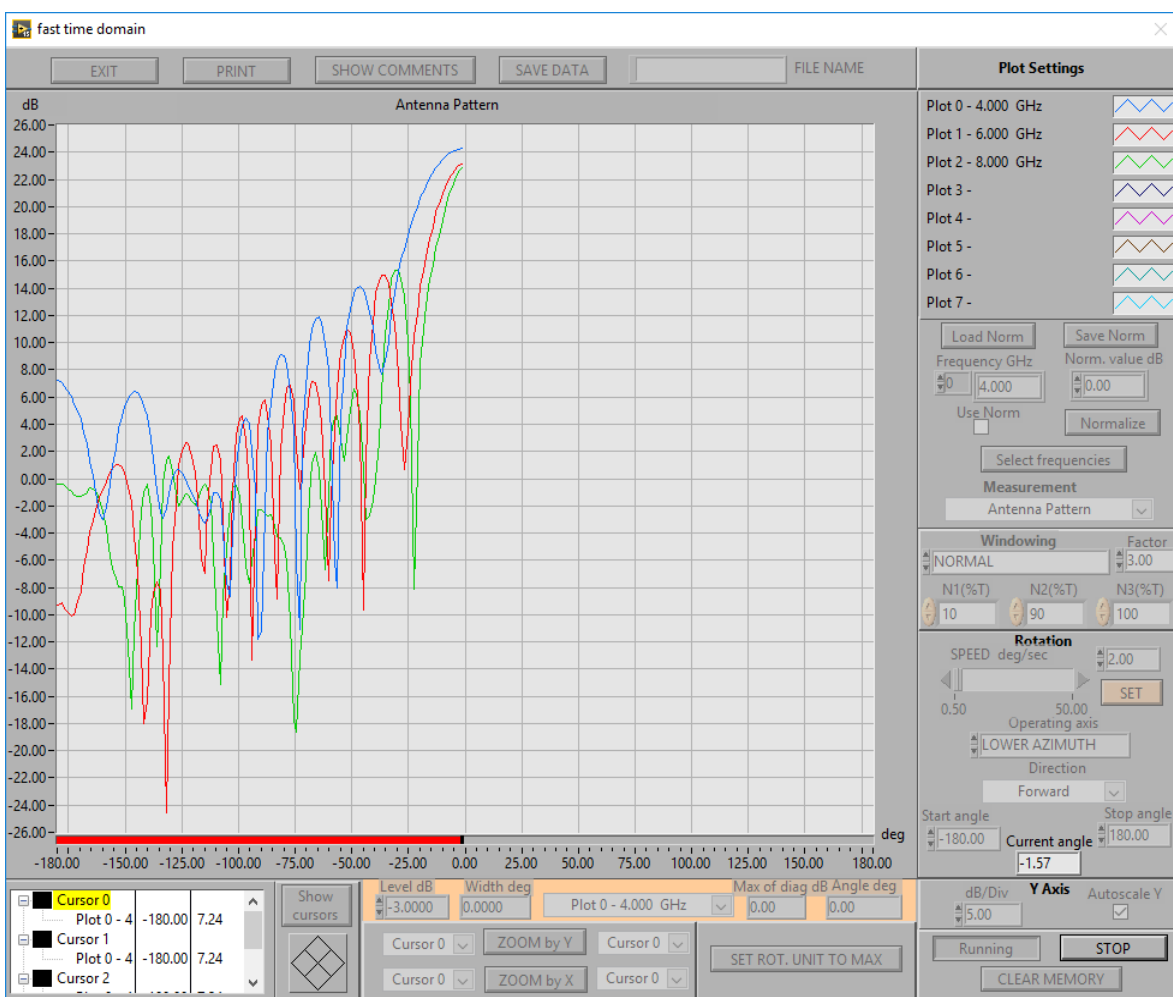 fast time domain
EXIT PRINT SHOW COMMENTS SAVE DATA FILE NAME
Plot Settings
dB Antenna Pattern
26.00
24.00
22.00
20.00
18.00
16.00
14.00
12.00
10.00
8.00
6.00
4.00
2.00
0.00
-2.00
-4.00
-6.00
-8.00
-10.00
-12.00
-14.00
-16.00
-18.00
-20.00
-22.00
-24.00
-26.00
deg
-180.00 -150.00 -125.00 -100.00 -75.00 -50.00 -25.00 0.00 25.00 50.00 75.00 100.00 125.00 150.00 180.00
Plot 0 - 4.000 GHz
Plot 1 - 6.000 GHz
Plot 2 - 8.000 GHz
Plot 3 -
Plot 4 -
Plot 5 -
Plot 6 -
Plot 7 -
Load Norm Save Norm
Frequency GHz Norm. value dB
0 4.000 0.00
Use Norm
Normalize
Select frequencies
Measurement
Antenna Pattern
Windowing Factor
NORMAL 3.00
N1(%T) N2(%T) N3(%T)
10 90 100
Rotation
SPEED deg/sec 2.00
SET
0.50 50.00
Operating axis
LOWER AZIMUTH
Direction
Forward
Start angle Stop angle
-180.00 Current angle 180.00
-1.57
Cursor 0
Plot 0 - 4 -180.00 7.24
Cursor 1
Plot 0 - 4 -180.00 7.24
Cursor 2
Show
cursors
Level dB Width deg Max of diag dB Angle deg
-3.0000 0.0000 Plot 0 - 4.000 GHz 0.00 0.00
Cursor 0 ZOOM by Y Cursor 0
Cursor 0 ZOOM by X Cursor 0
SET ROT. UNIT TO MAX
dB/Div Y Axis Autoscale Y
5.00
Running STOP
CLEAR MEMORY